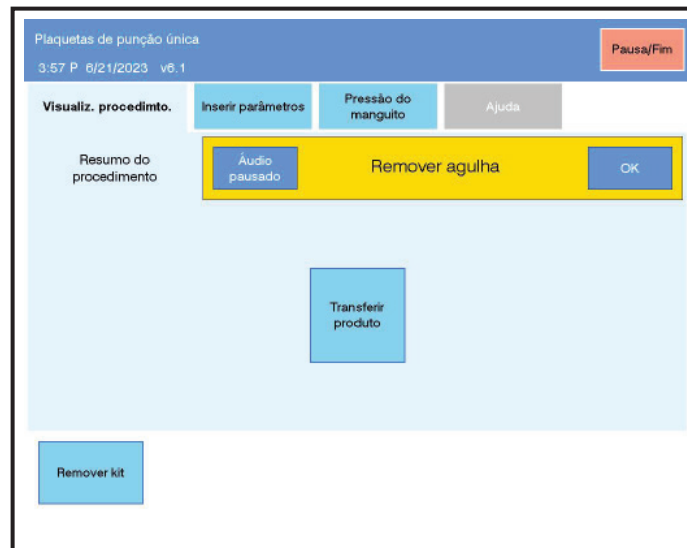 Plaquetas de punção única
Pausa/Fim
3:57 P 6/21/2023 v6.1
Visualiz. procedimto.
Inserir parâmetros
Pressão do
manguito
Ajuda
Resumo do
procedimento
Áudio
pausado
Remover agulha
OK
Transferir
produto
Remover kit